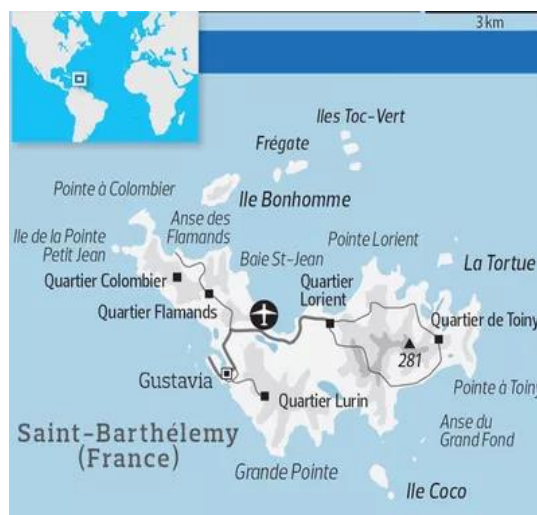 3 km
Iles Toc-Vert
Frégate
Pointe à Colombier
Ile Bonhomme
Anse des
Flamands
Ile de la Pointe
Petit Jean
Baie St-Jean
Pointe Lorient
La Tortue
Quartier Colombier
Quartier
Lorient
Quartier Flamands
Quartier de Toiny
281
Gustavia
Pointe à Toiny
Quartier Lurin
Anse du
Grand Fond
Saint-Barthélemy
(France)
Grande Pointe
Ile Coco